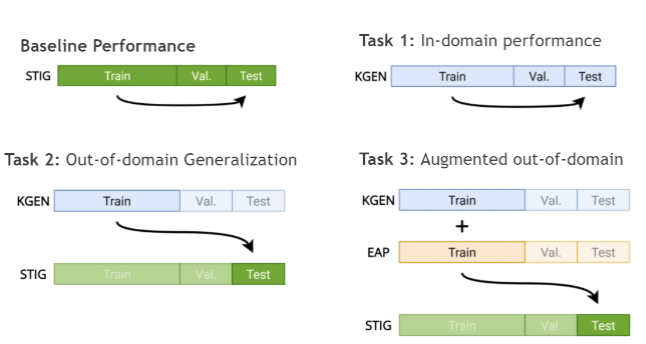 Baseline Performance
STIG Train Val. Test
Task 1: In-domain performance
KGEN Train Val. Test
Task 2: Out-of-domain Generalization
KGEN Train Val. Test
STIG Train Val. Test
Task 3: Augmented out-of-domain
KGEN Train Val. Test
+
EAP Train Val. Test
STIG Train Val. Test